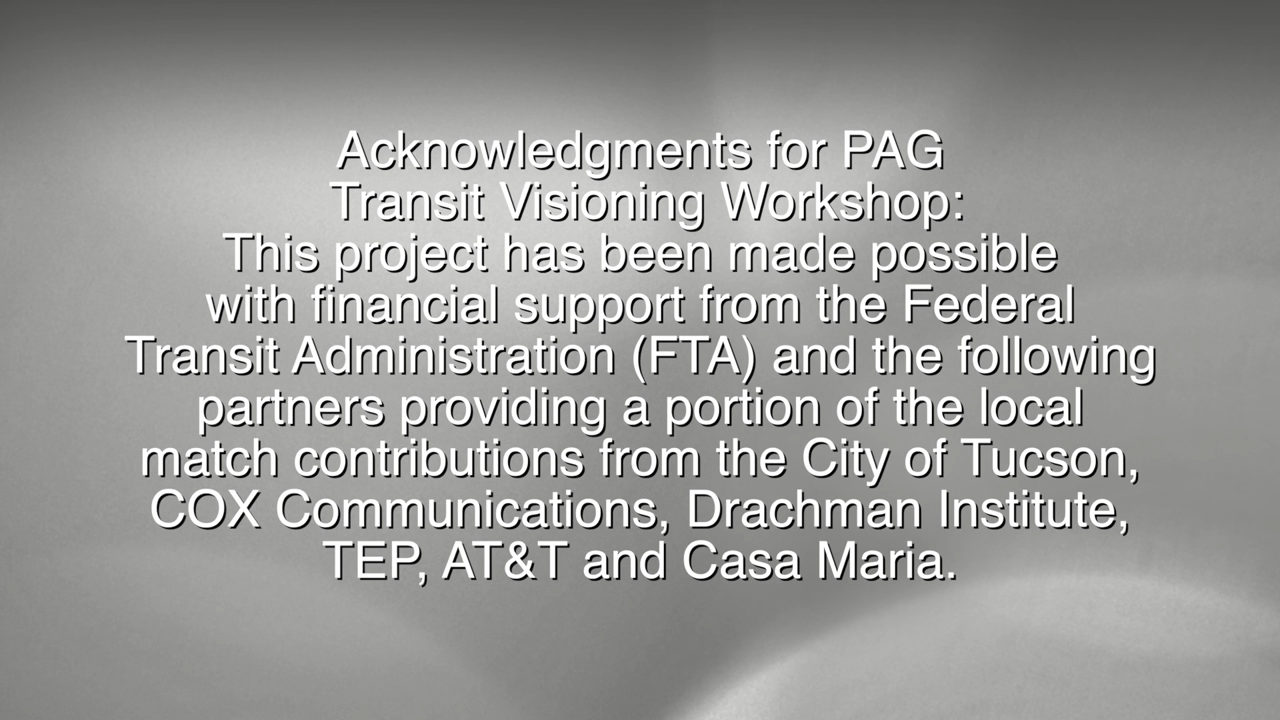 Acknowledgments for PAG
Transit Visioning Workshop:
This project has been made possible
with financial support from the Federal
Transit Administration (FTA) and the following
partners providing a portion of the local
match contributions from the City of Tucson,
COX Communications, Drachman Institute,
TEP, AT&T and Casa Maria.